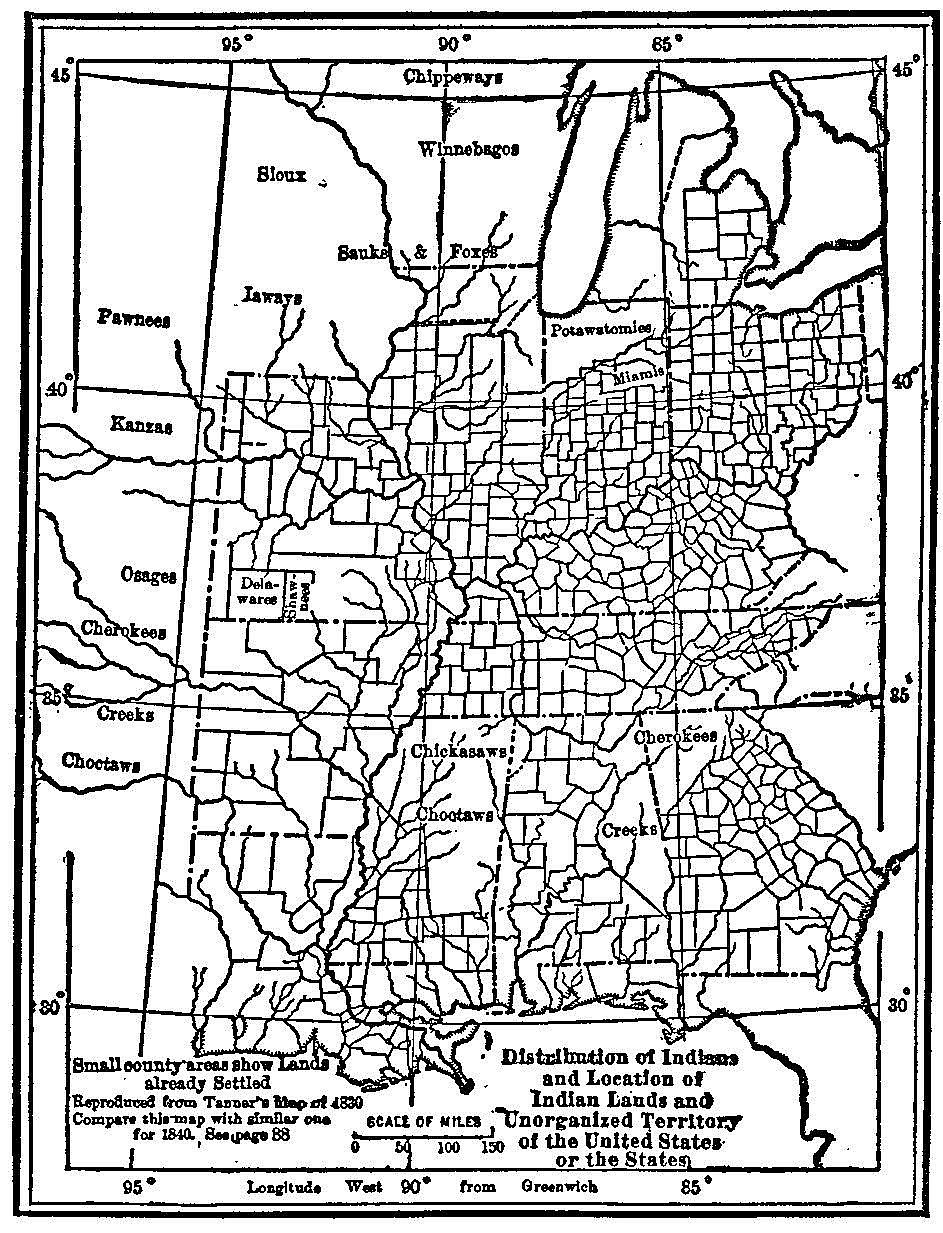 95° 90° 85°
45° Chippeways 45°
Winnebagos
Sioux
Sauks & Foxes
Iaways
Pawnees
Potawatomies
Miamis
40° 40°
Kanzas
Osages
Dela-
wares
Shaw-
nees
Cherokees
35° 35°
Creeks
Cherokees
Chickasaws
Choctaws
Choctaws
Creeks
30° 30°
Small county areas show Lands
already Settled
Reproduced from Tanner's Map of 1830
Compare this map with similar one
for 1840. See page 88
SCALE OF MILES
0 50 100 150
Distribution of Indians
and Location of
Indian Lands and
Unorganized Territory
of the United States
or the States
95° Longitude West 90° from Greenwich 85°